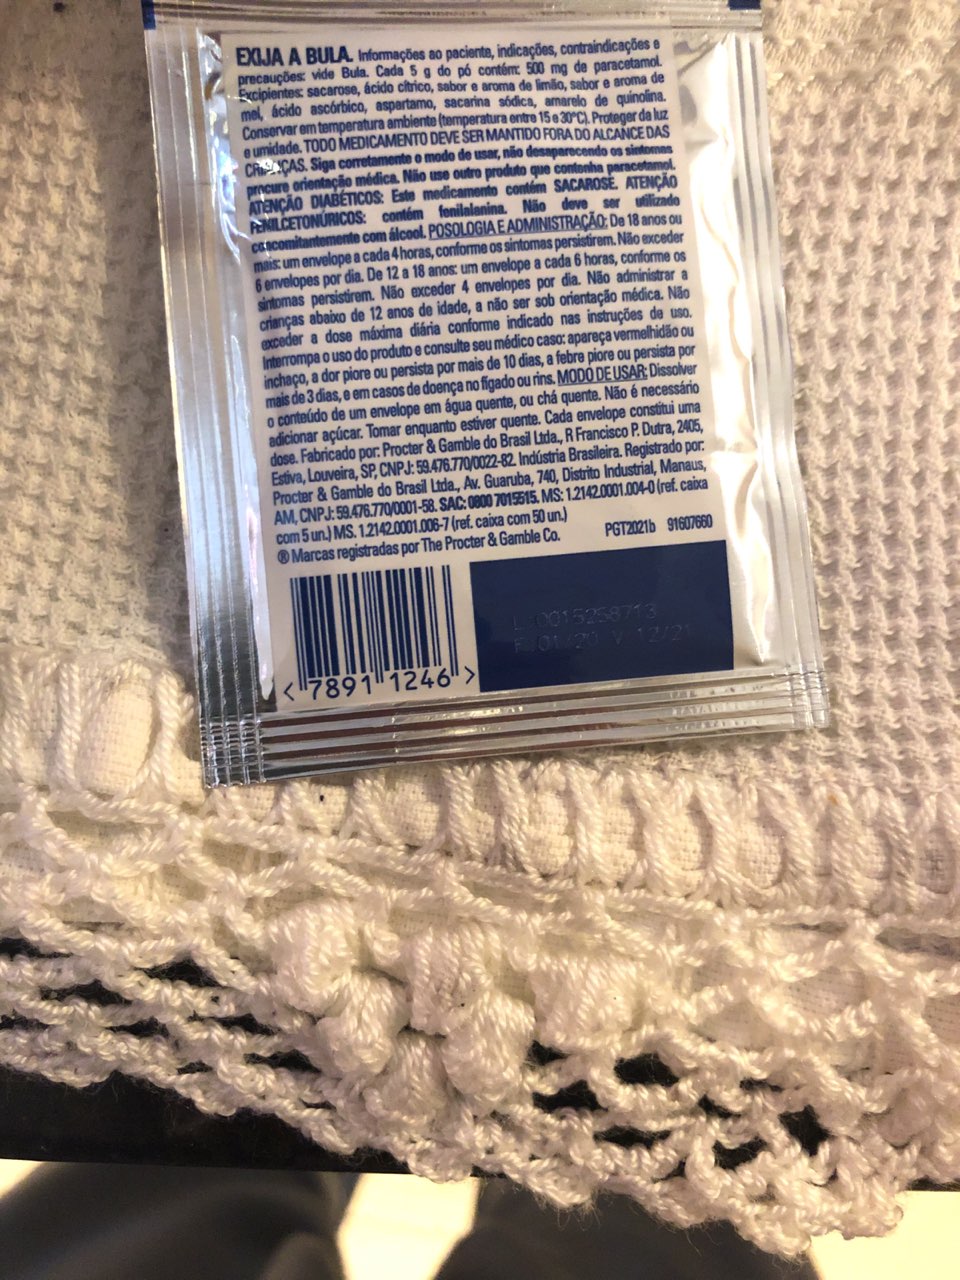 EXIJA A BULA. Informações ao paciente, indicações, contraindicações e
precauções: vide Bula. Cada 5 g do pó contém: 500 mg de paracetamol.
Excipientes: sacarose, ácido cítrico, sabor e aroma de limão, sabor e aroma de
mel, ácido ascórbico, aspartamo, sacarina sódica, amarelo de quinolina.
Conservar em temperatura ambiente (temperatura entre 15 e 30°C). Proteger da luz
e umidade. TODO MEDICAMENTO DEVE SER MANTIDO FORA DO ALCANCE DAS
CRIANÇAS. Siga corretamente o modo de usar, não desaparecendo os sintomas
procure orientação médica. Não use outro produto que contenha paracetamol.
ATENÇÃO DIABÉTICOS: Este medicamento contém SACAROSE. ATENÇÃO
FENILCETONÚRICOS: contém fenilalanina. Não deve ser utilizado
concomitantemente com álcool. POSOLOGIA E ADMINISTRAÇÃO: De 18 anos ou
mais: um envelope a cada 4 horas, conforme os sintomas persistirem. Não exceder
6 envelopes por dia. De 12 a 18 anos: um envelope a cada 6 horas, conforme os
sintomas persistirem. Não exceder 4 envelopes por dia. Não administrar a
crianças abaixo de 12 anos de idade, a não ser sob orientação médica. Não
exceder a dose máxima diária conforme indicado nas instruções de uso.
Interrompa o uso do produto e consulte seu médico caso: apareça vermelhidão ou
inchaço, a dor piore ou persista por mais de 10 dias, a febre piore ou persista por
mais de 3 dias, e em casos de doença no fígado ou rins. MODO DE USAR: Dissolver
o conteúdo de um envelope em água quente, ou chá quente. Não é necessário
adicionar açúcar. Tomar enquanto estiver quente. Cada envelope constitui uma
dose. Fabricado por: Procter & Gamble do Brasil Ltda., R Francisco P. Dutra, 2405,
Estiva, Louveira, SP, CNPJ: 59.476.770/0022-82. Indústria Brasileira. Registrado por:
Procter & Gamble do Brasil Ltda., Av. Guaruba, 740, Distrito Industrial, Manaus,
AM, CNPJ: 59.476.770/0001-58. SAC: 0800 7015515. MS: 1.2142.0001.004-0 (ref. caixa
com 5 un.) MS. 1.2142.0001.006-7 (ref. caixa com 50 un.)
® Marcas registradas por The Procter & Gamble Co. PGT2021b 91607660
L 0015258713
F 01/20 V 12/21
< 7891 1246 >